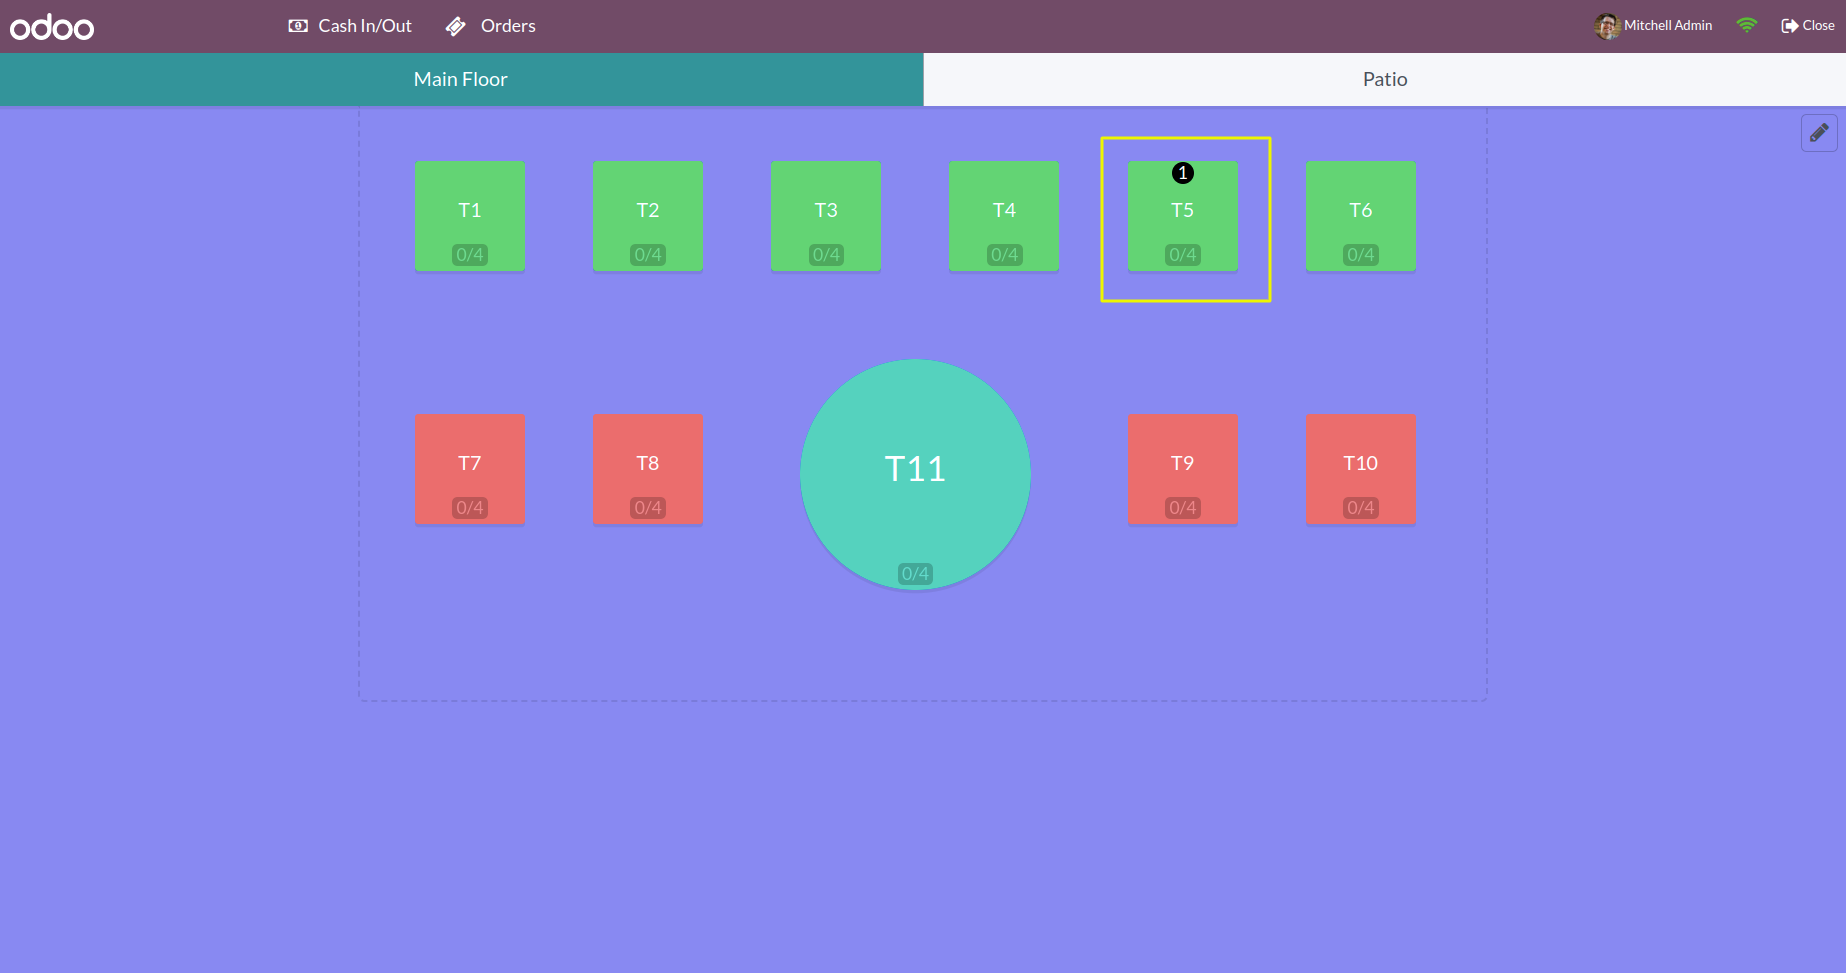 odoo
Cash In/Out
Orders
Mitchell Admin
Close
Main Floor
Patio
T1
0/4
T2
0/4
T3
0/4
T4
0/4
1
T5
0/4
T6
0/4
T7
0/4
T8
0/4
T11
0/4
T9
0/4
T10
0/4